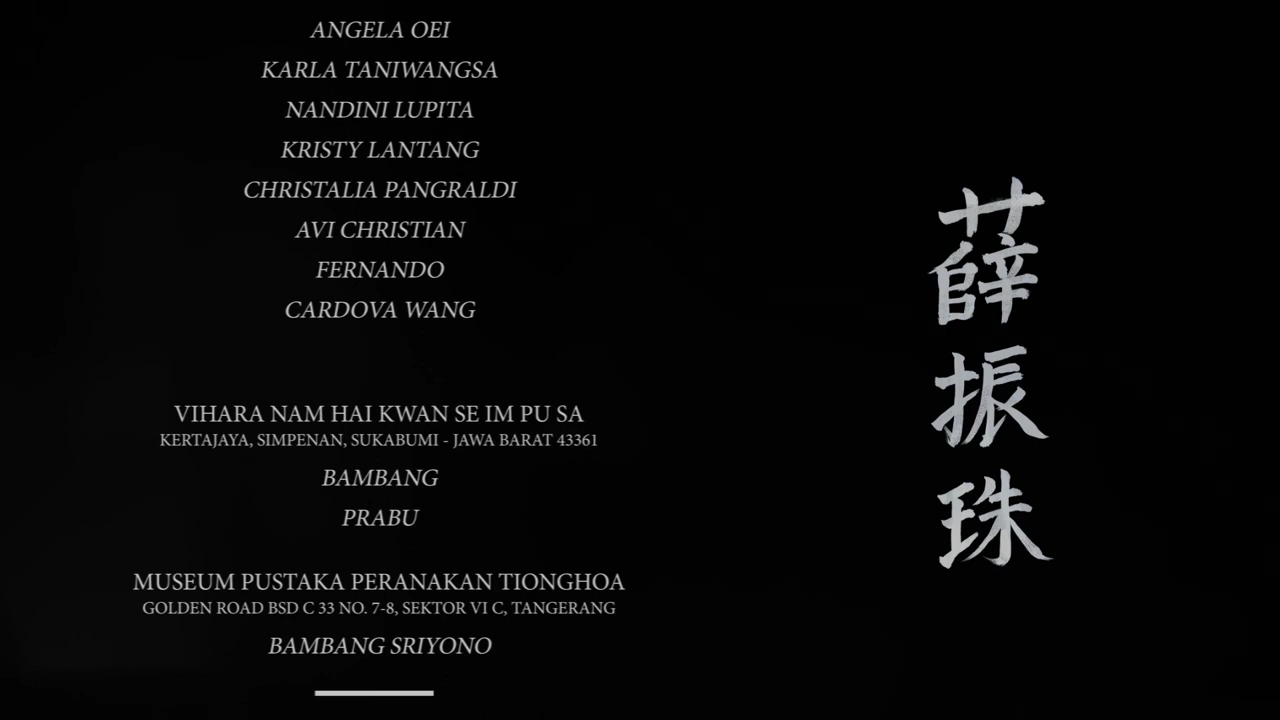 ANGELA OEI
KARLA TANIWANGSA
NANDINI LUPITA
KRISTY LANTANG
CHRISTALIA PANGRALDI
AVI CHRISTIAN
FERNANDO
CARDOVA WANG
VIHARA NAM HAI KWAN SE IM PU SA
KERTAJAYA, SIMPENAN, SUKABUMI - JAWA BARAT 43361
BAMBANG
PRABU
MUSEUM PUSTAKA PERANAKAN TIONGHOA
GOLDEN ROAD BSD C 33 NO. 7-8, SEKTOR VI C, TANGERANG
BAMBANG SRIYONO
薛振珠